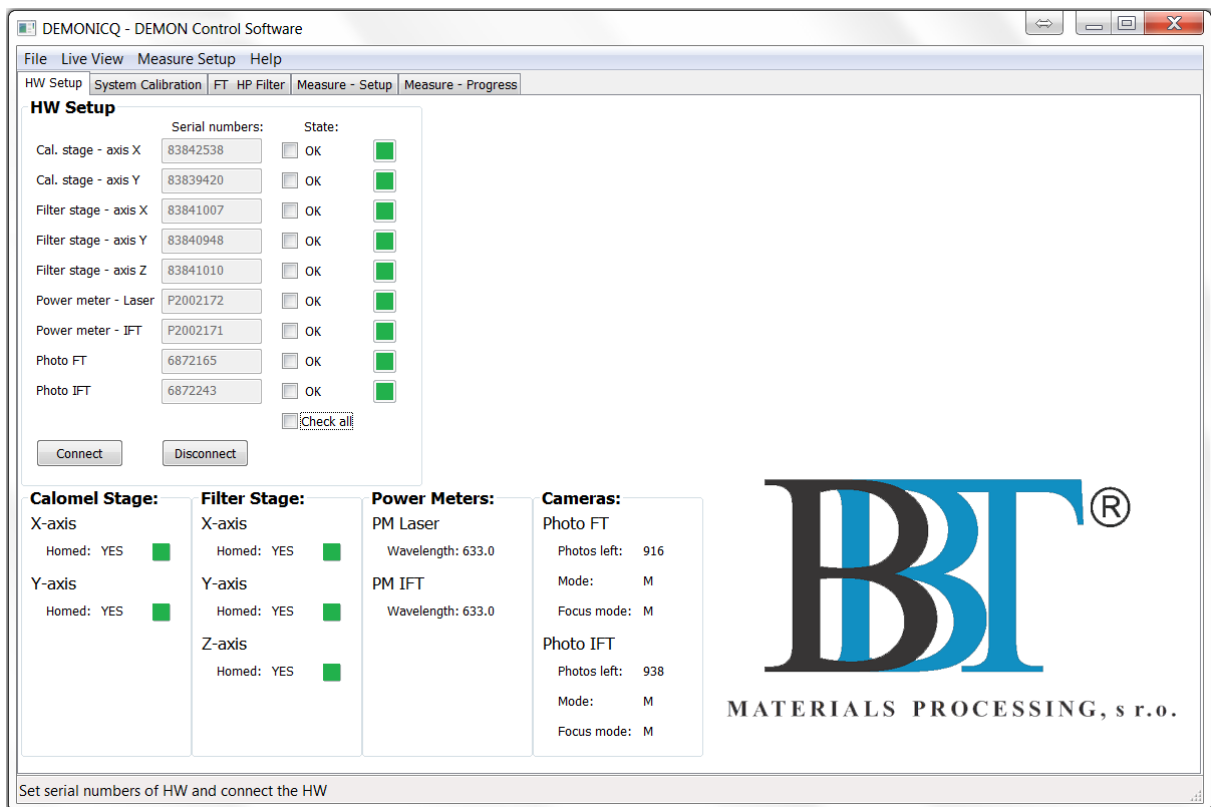 DEMONICQ - DEMON Control Software
File Live View Measure Setup Help
HW Setup System Calibration FT HP Filter Measure - Setup Measure - Progress
HW Setup
Serial numbers: State:
Cal. stage - axis X 83842538 OK
Cal. stage - axis Y 83839420 OK
Filter stage - axis X 83841007 OK
Filter stage - axis Y 83840948 OK
Filter stage - axis Z 83841010 OK
Power meter - Laser P2002172 OK
Power meter - IFT P2002171 OK
Photo FT 6872165 OK
Photo IFT 6872243 OK
Check all
Connect Disconnect
Calomel Stage: Filter Stage: Power Meters: Cameras:
X-axis X-axis PM Laser Photo FT
Homed: YES Homed: YES Wavelength: 633.0 Photos left: 916
Y-axis Y-axis PM IFT Mode: M
Homed: YES Homed: YES Wavelength: 633.0 Focus mode: M
Z-axis Photo IFT
Homed: YES Photos left: 938
Mode: M
Focus mode: M
BBT®
MATERIALS PROCESSING, s r.o.
Set serial numbers of HW and connect the HW